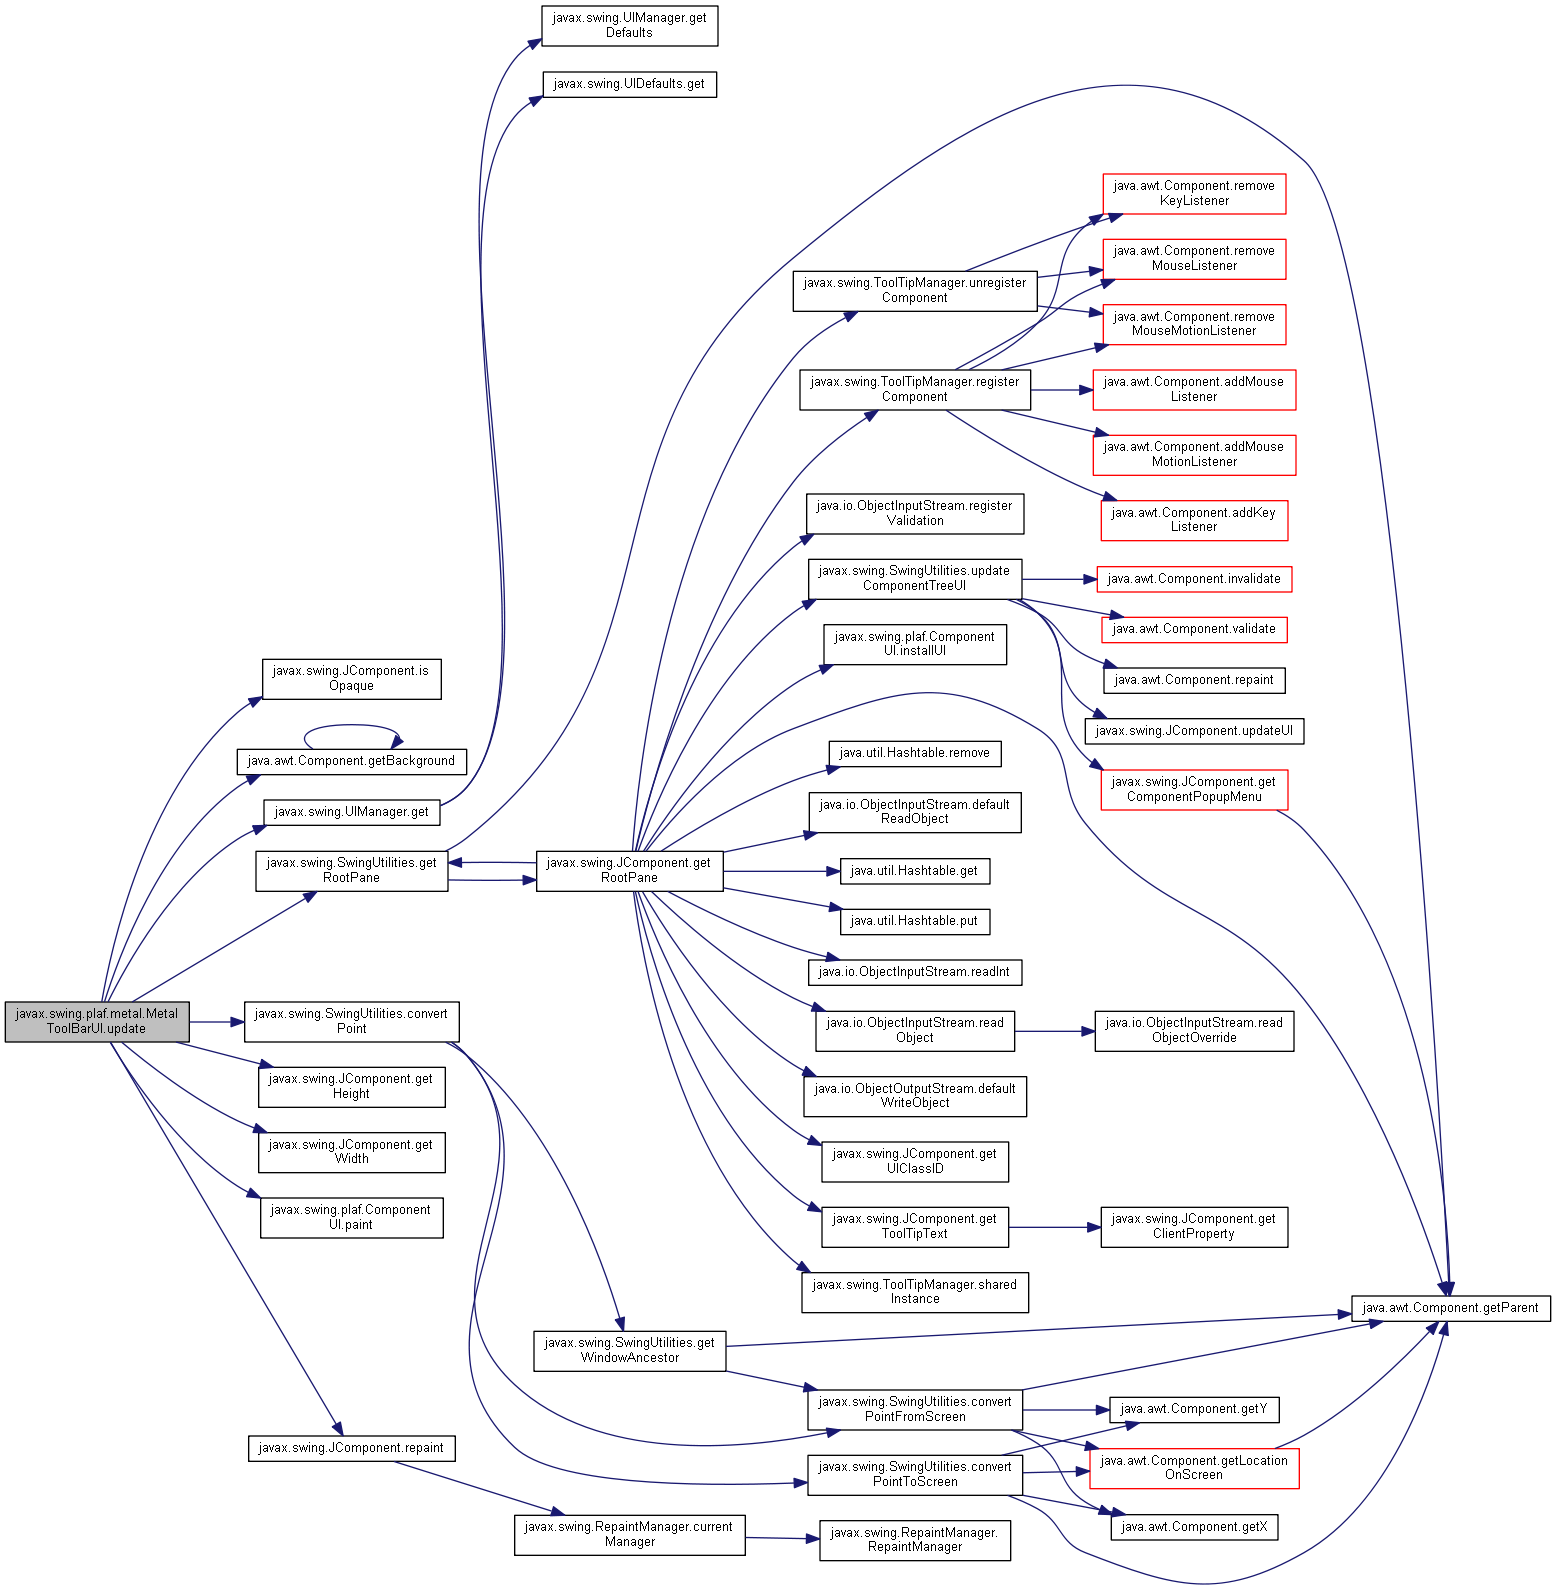 javax.swing.UIManager.get
Defaults
javax.swing.UIDefaults.get
java.awt.Component.remove
KeyListener
java.awt.Component.remove
MouseListener
javax.swing.ToolTipManager.unregister
Component
java.awt.Component.remove
MouseMotionListener
javax.swing.ToolTipManager.register
Component
java.awt.Component.addMouse
Listener
java.awt.Component.addMouse
MotionListener
java.io.ObjectInputStream.register
Validation
java.awt.Component.addKey
Listener
javax.swing.SwingUtilities.update
ComponentTreeUI
java.awt.Component.invalidate
java.awt.Component.validate
javax.swing.plaf.Component
UI.installUI
javax.swing.JComponent.is
Opaque
java.awt.Component.repaint
javax.swing.JComponent.updateUI
java.awt.Component.getBackground
java.util.Hashtable.remove
javax.swing.JComponent.get
ComponentPopupMenu
javax.swing.UIManager.get
java.io.ObjectInputStream.default
ReadObject
javax.swing.SwingUtilities.get
RootPane
javax.swing.JComponent.get
RootPane
java.util.Hashtable.get
java.util.Hashtable.put
java.io.ObjectInputStream.readInt
javax.swing.plaf.metal.Metal
ToolBarUI.update
javax.swing.SwingUtilities.convert
Point
java.io.ObjectInputStream.read
Object
java.io.ObjectInputStream.read
ObjectOverride
javax.swing.JComponent.get
Height
java.io.ObjectOutputStream.default
WriteObject
javax.swing.JComponent.get
Width
javax.swing.JComponent.get
UIClassID
javax.swing.plaf.Component
UI.paint
javax.swing.JComponent.get
ToolTipText
javax.swing.JComponent.get
ClientProperty
javax.swing.ToolTipManager.shared
Instance
java.awt.Component.getParent
javax.swing.SwingUtilities.get
WindowAncestor
javax.swing.SwingUtilities.convert
PointFromScreen
java.awt.Component.getY
javax.swing.JComponent.repaint
javax.swing.SwingUtilities.convert
PointToScreen
java.awt.Component.getLocation
OnScreen
javax.swing.RepaintManager.current
Manager
javax.swing.RepaintManager.
RepaintManager
java.awt.Component.getX